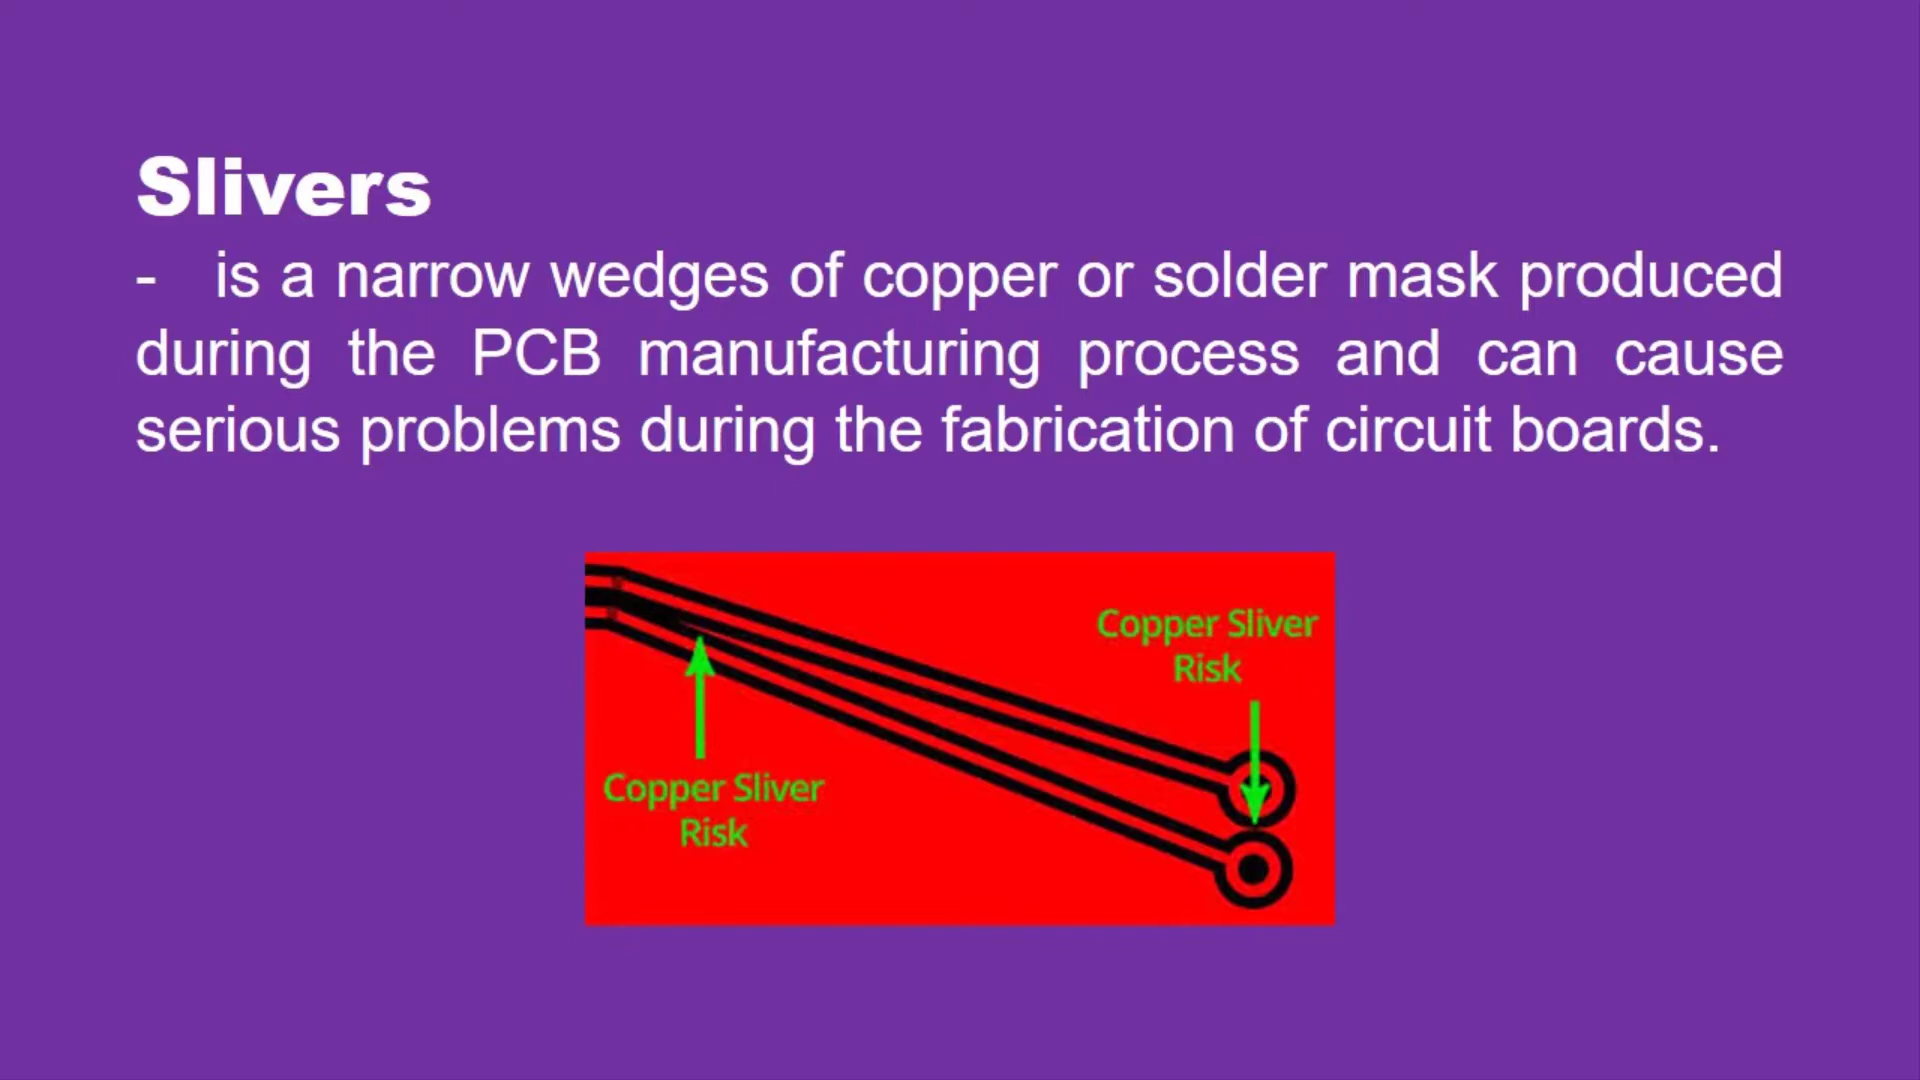 Slivers
- is a narrow wedges of copper or solder mask produced
during the PCB manufacturing process and can cause
serious problems during the fabrication of circuit boards.
Copper Sliver
Risk
Copper Sliver
Risk